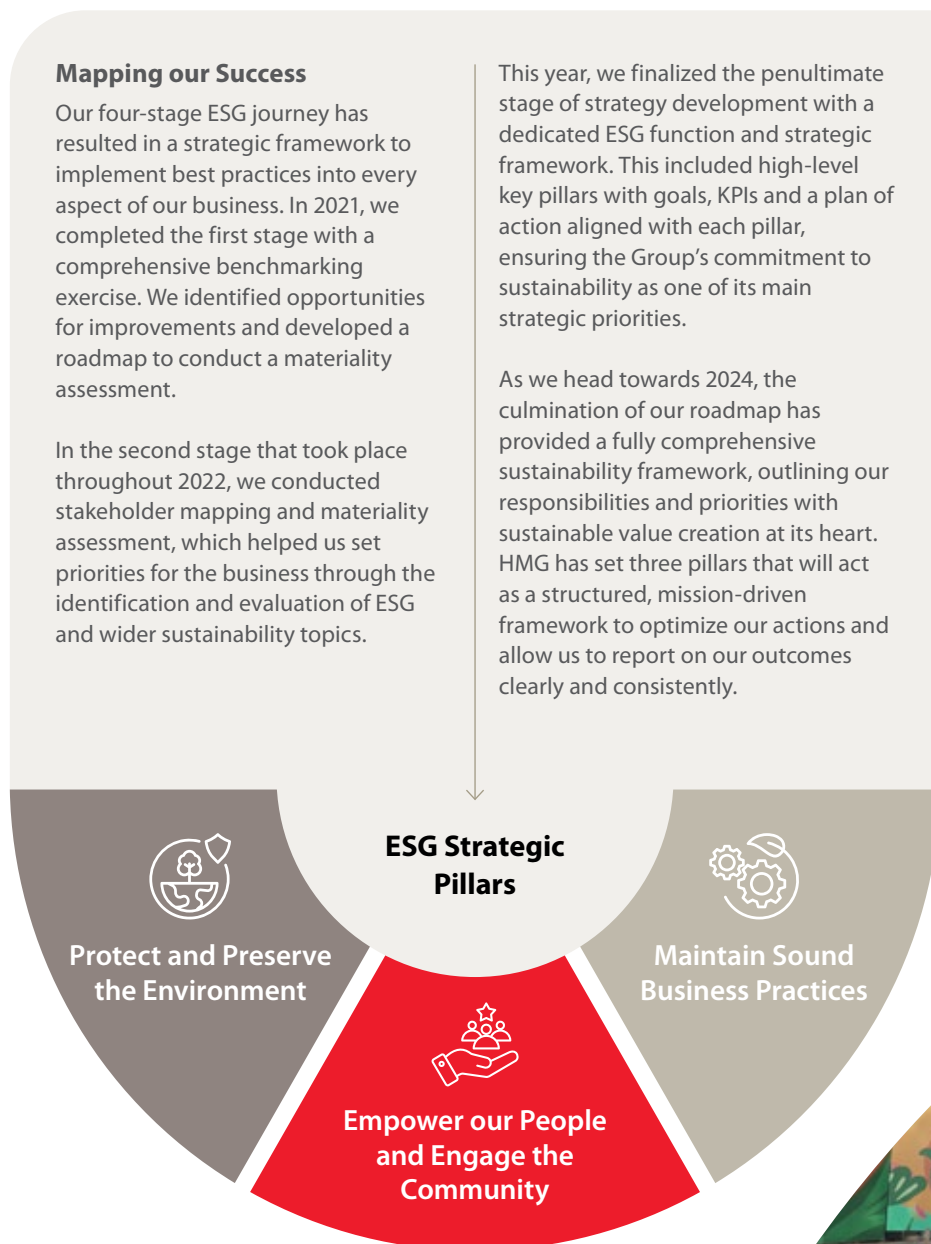 Mapping our Success
Our four-stage ESG journey has
resulted in a strategic framework to
implement best practices into every
aspect of our business. In 2021, we
completed the first stage with a
comprehensive benchmarking
exercise. We identified opportunities
for improvements and developed a
roadmap to conduct a materiality
assessment.
In the second stage that took place
throughout 2022, we conducted
stakeholder mapping and materiality
assessment, which helped us set
priorities for the business through the
identification and evaluation of ESG
and wider sustainability topics.
This year, we finalized the penultimate
stage of strategy development with a
dedicated ESG function and strategic
framework. This included high-level
key pillars with goals, KPIs and a plan of
action aligned with each pillar,
ensuring the Group’s commitment to
sustainability as one of its main
strategic priorities.
As we head towards 2024, the
culmination of our roadmap has
provided a fully comprehensive
sustainability framework, outlining our
responsibilities and priorities with
sustainable value creation at its heart.
HMG has set three pillars that will act
as a structured, mission-driven
framework to optimize our actions and
allow us to report on our outcomes
clearly and consistently.
ESG Strategic
Pillars
Protect and Preserve
the Environment
Empower our People
and Engage the
Community
Maintain Sound
Business Practices